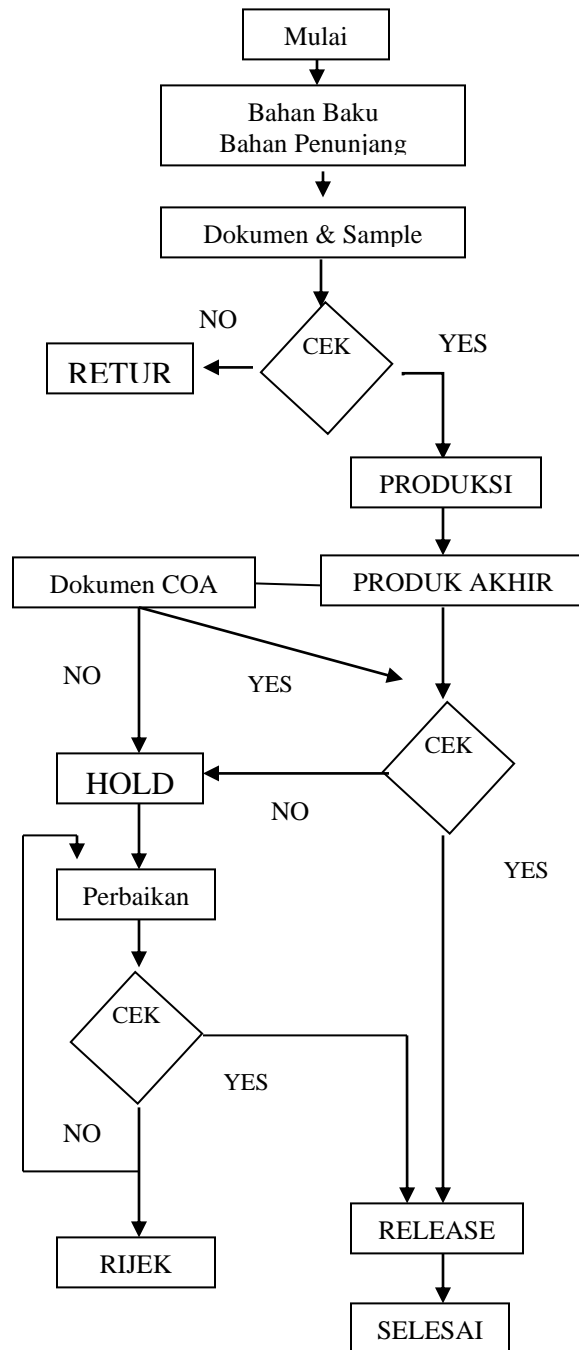 Mulai
Bahan Baku
Bahan Penunjang
Dokumen & Sample
NO
CEK
YES
RETUR
PRODUKSI
Dokumen COA
PRODUK AKHIR
NO
YES
CEK
HOLD
NO
YES
Perbaikan
CEK
YES
NO
RELEASE
RIJEK
SELESAI